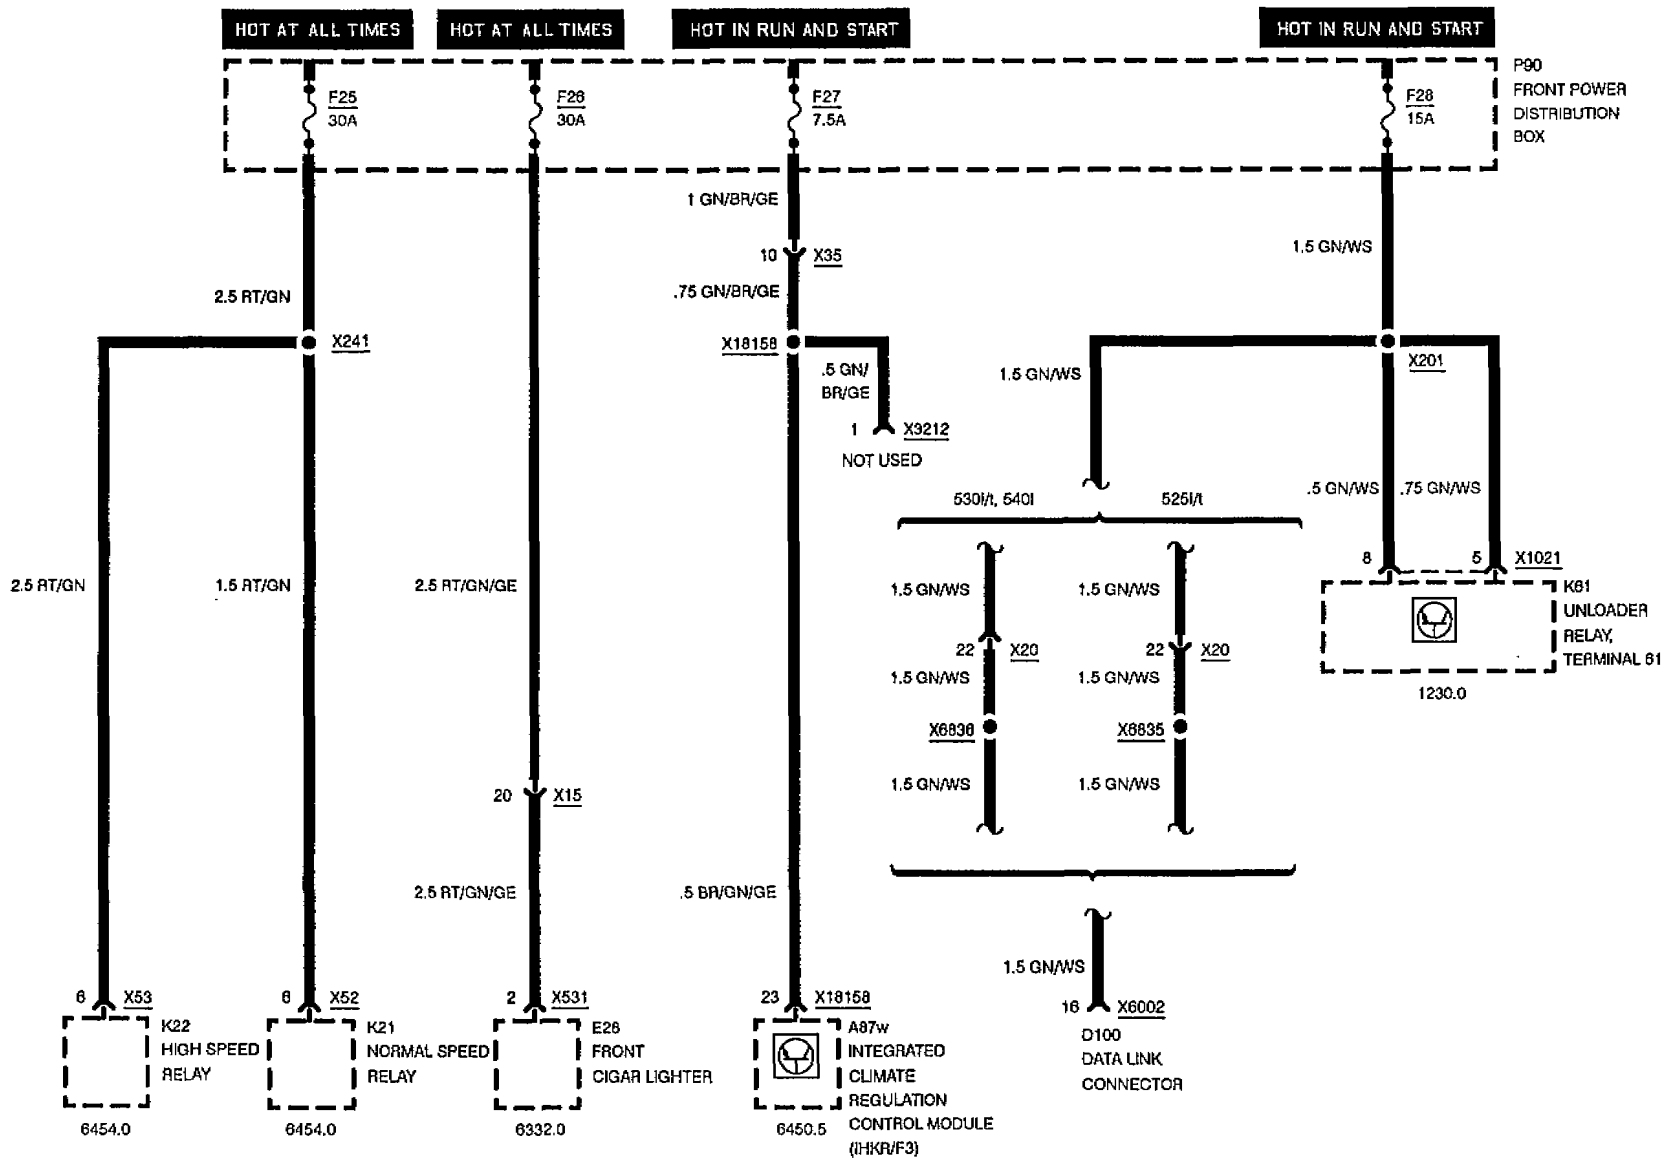 HOT AT ALL TIMES
HOT AT ALL TIMES
HOT IN RUN AND START
HOT IN RUN AND START
P90
FRONT POWER
DISTRIBUTION
BOX
F25
30A
F26
30A
F27
7.5A
F28
15A
1 GN/BR/GE
10
X35
1.5 GN/WS
2.5 RT/GN
.75 GN/BR/GE
X241
X18158
.5 GN/
BR/GE
1
X9212
NOT USED
1.5 GN/WS
X201
530I/t, 540I
525I/t
.5 GN/WS
.75 GN/WS
8
5
X1021
K61
UNLOADER
RELAY,
TERMINAL 61
1230.0
2.5 RT/GN
1.5 RT/GN
2.5 RT/GN/GE
1.5 GN/WS
1.5 GN/WS
22
X20
22
X20
1.5 GN/WS
1.5 GN/WS
X6836
X6835
1.5 GN/WS
1.5 GN/WS
20
X15
2.5 RT/GN/GE
.5 BR/GN/GE
1.5 GN/WS
6
X53
6
X52
2
X531
23
X18158
16
X6002
K22
HIGH SPEED
RELAY
K21
NORMAL SPEED
RELAY
E28
FRONT
CIGAR LIGHTER
A87w
INTEGRATED
CLIMATE
REGULATION
CONTROL MODULE
(IHKR/F3)
D100
DATA LINK
CONNECTOR
6454.0
6454.0
6332.0
6450.5